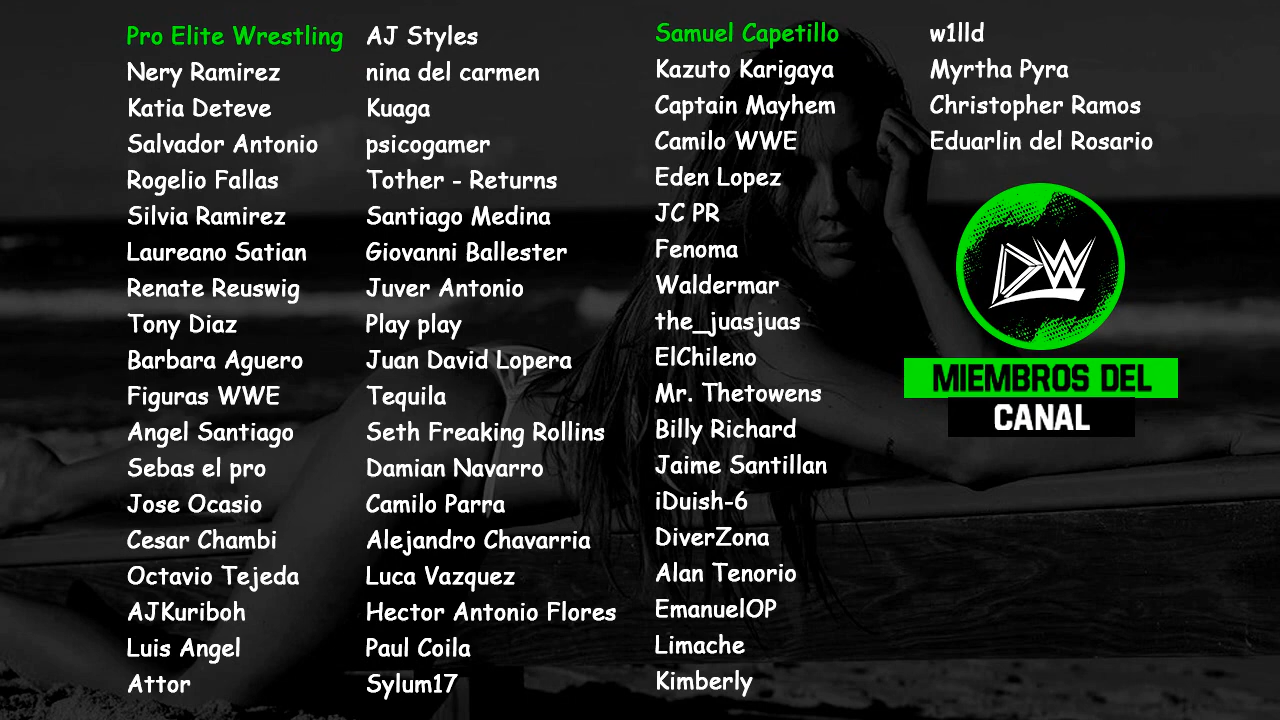 Pro Elite Wrestling
Nery Ramirez
Katia Deteve
Salvador Antonio
Rogelio Fallas
Silvia Ramirez
Laureano Satian
Renate Reuswig
Tony Diaz
Barbara Aguero
Figuras WWE
Angel Santiago
Sebas el pro
Jose Ocasio
Cesar Chambi
Octavio Tejeda
AJKuriboh
Luis Angel
Attor
AJ Styles
nina del carmen
Kuaga
psicogamer
Tother - Returns
Santiago Medina
Giovanni Ballester
Juver Antonio
Play play
Juan David Lopera
Tequila
Seth Freaking Rollins
Damian Navarro
Camilo Parra
Alejandro Chavarria
Luca Vazquez
Hector Antonio Flores
Paul Coila
Sylum17
Samuel Capetillo
Kazuto Karigaya
Captain Mayhem
Camilo WWE
Eden Lopez
JC PR
Fenoma
Waldermar
the_juasjuas
ElChileno
Mr. Thetowens
Billy Richard
Jaime Santillan
iDuish-6
DiverZona
Alan Tenorio
EmanuelOP
Limache
Kimberly
w1lld
Myrtha Pyra
Christopher Ramos
Eduarlin del Rosario
DW
MIEMBROS DEL
CANAL